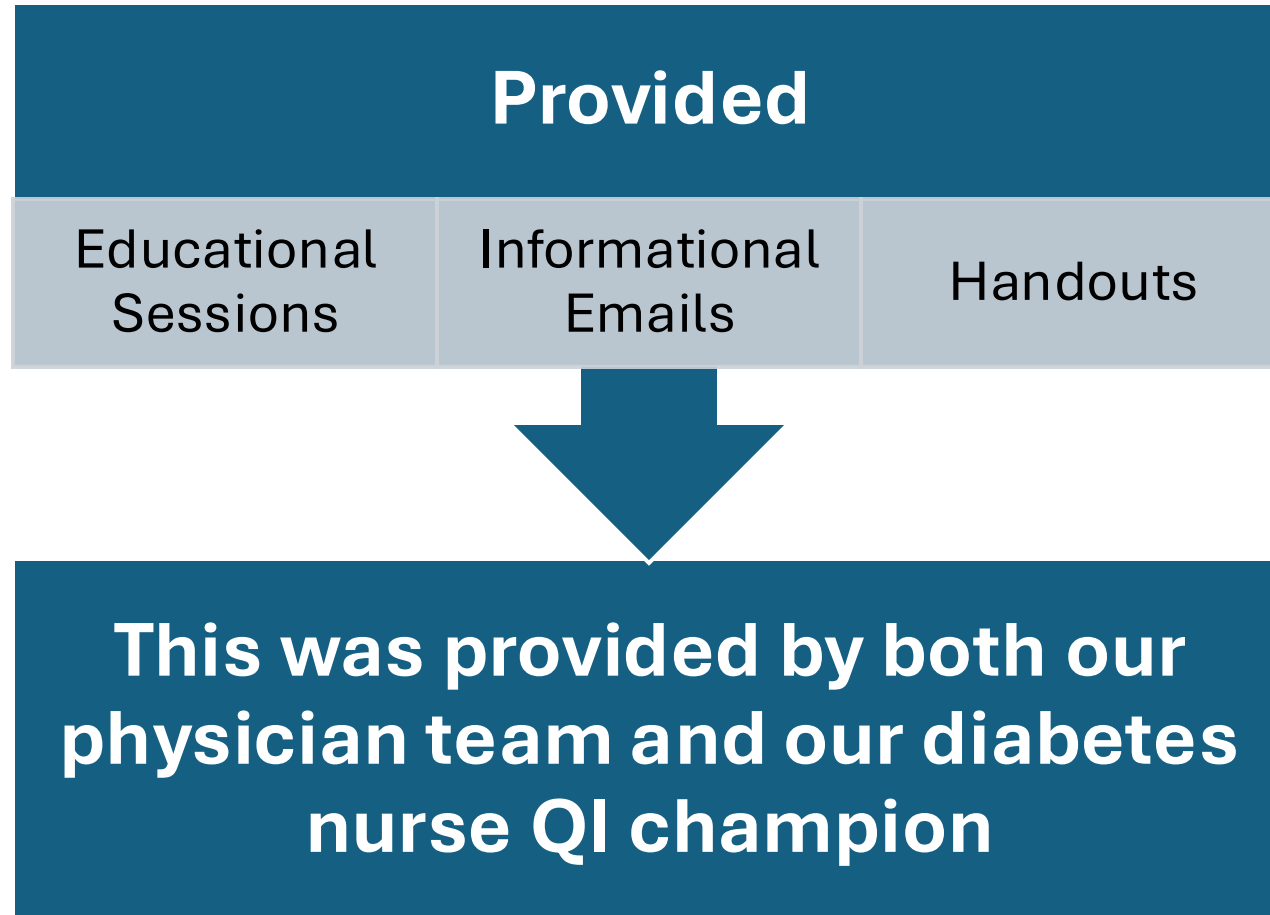 Provided
Educational
Sessions
Informational
Emails
Handouts
This was provided by both our
physician team and our diabetes
nurse QI champion